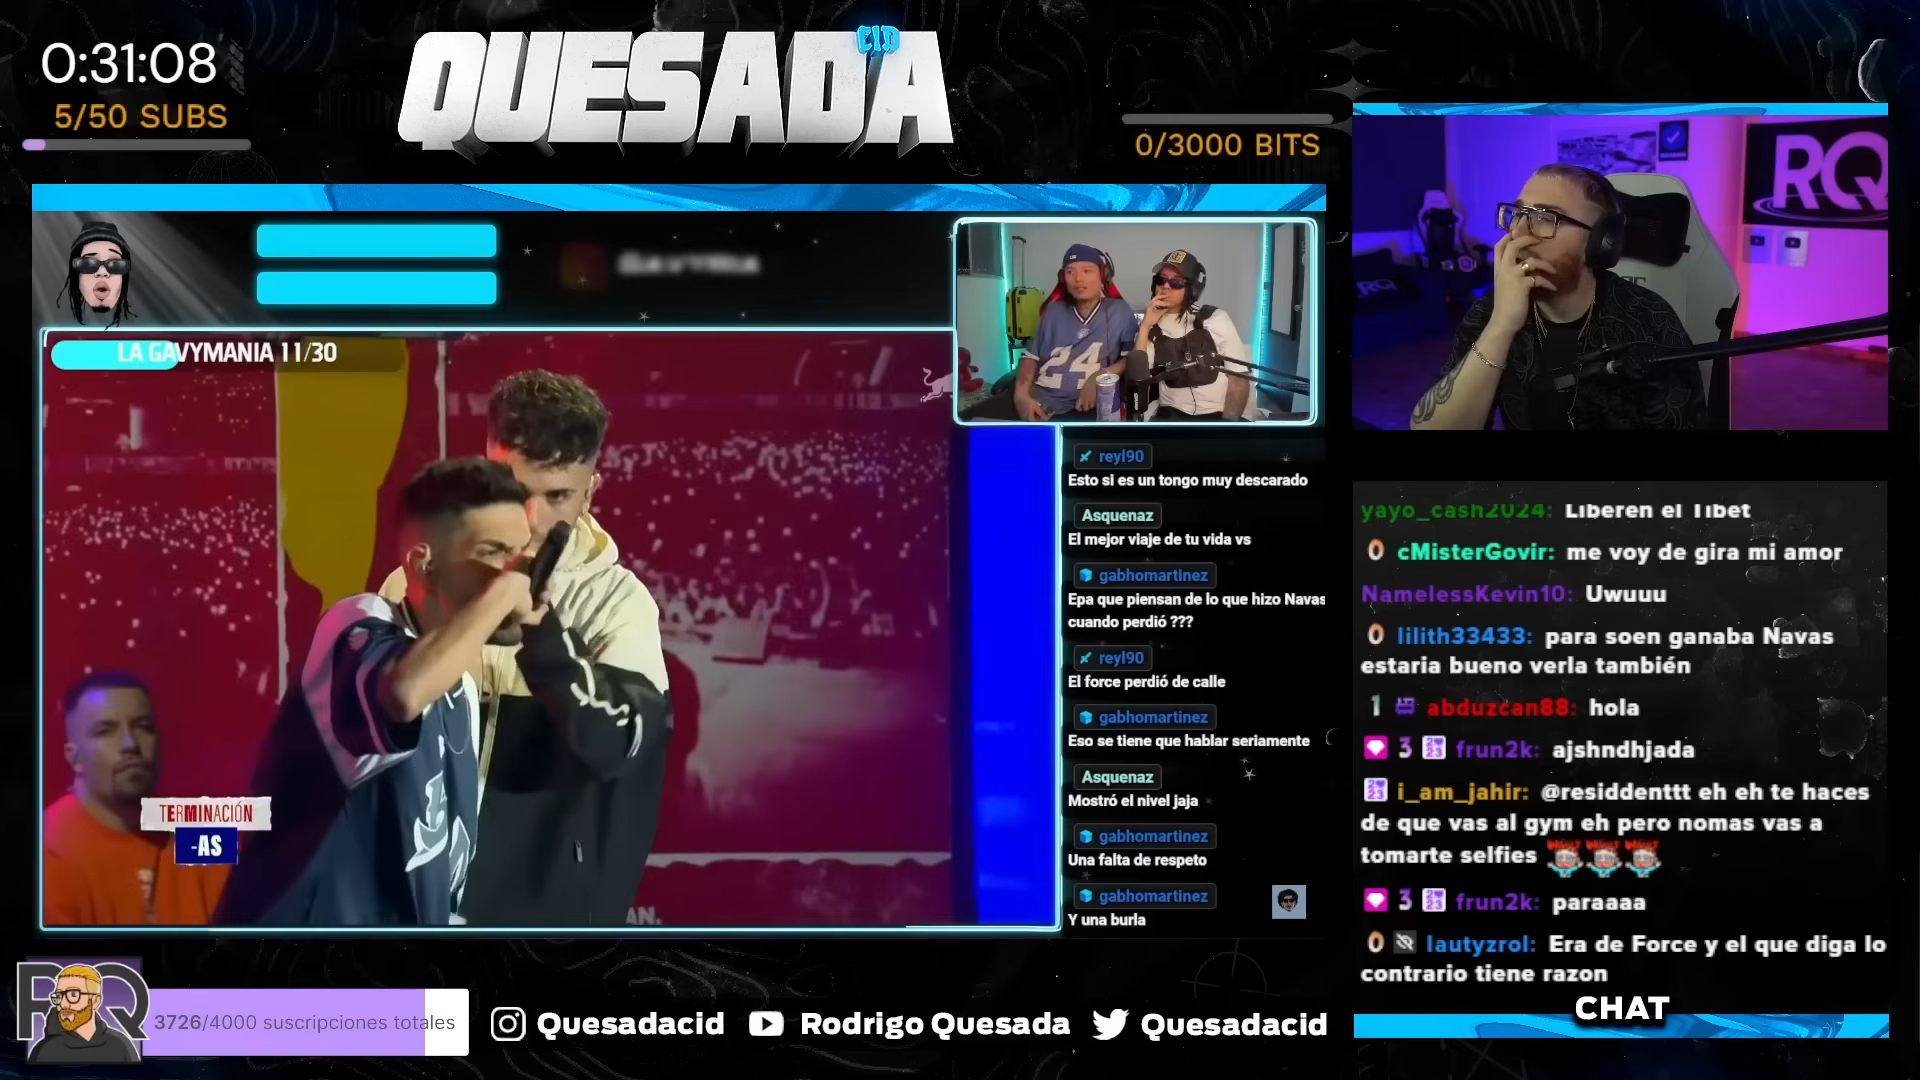 0:31:08
5/50 SUBS
QUESADA
CID
0/3000 BITS
RQ
RQ
LA GAVYMANIA 11/30
24
TERMINACIÓN
-AS
AN.
reyl90
Esto si es un tongo muy descarado
Asquenaz
El mejor viaje de tu vida vs
gabhomartinez
Epa que piensan de lo que hizo Navas
cuando perdió ???
reyl90
El force perdió de calle
gabhomartinez
Eso se tiene que hablar seriamente
Asquenaz
Mostró el nivel jaja
gabhomartinez
Una falta de respeto
gabhomartinez
Y una burla
yayo_cash2024: Liberen el Tibet
0 cMisterGovir: me voy de gira mi amor
NamelessKevin10: Uwuuu
0 lilith33433: para soen ganaba Navas
estaria bueno verla también
1 abduzcan88: hola
3 frun2k: ajshndhjada
i_am_jahir: @residdenttt eh eh te haces
de que vas al gym eh pero nomas vas a
tomarte selfies
3 frun2k: paraaaa
0 lautyzrol: Era de Force y el que diga lo
contrario tiene razon
CHAT
RQ
3726/4000 suscripciones totales
Quesadacid
Rodrigo Quesada
Quesadacid